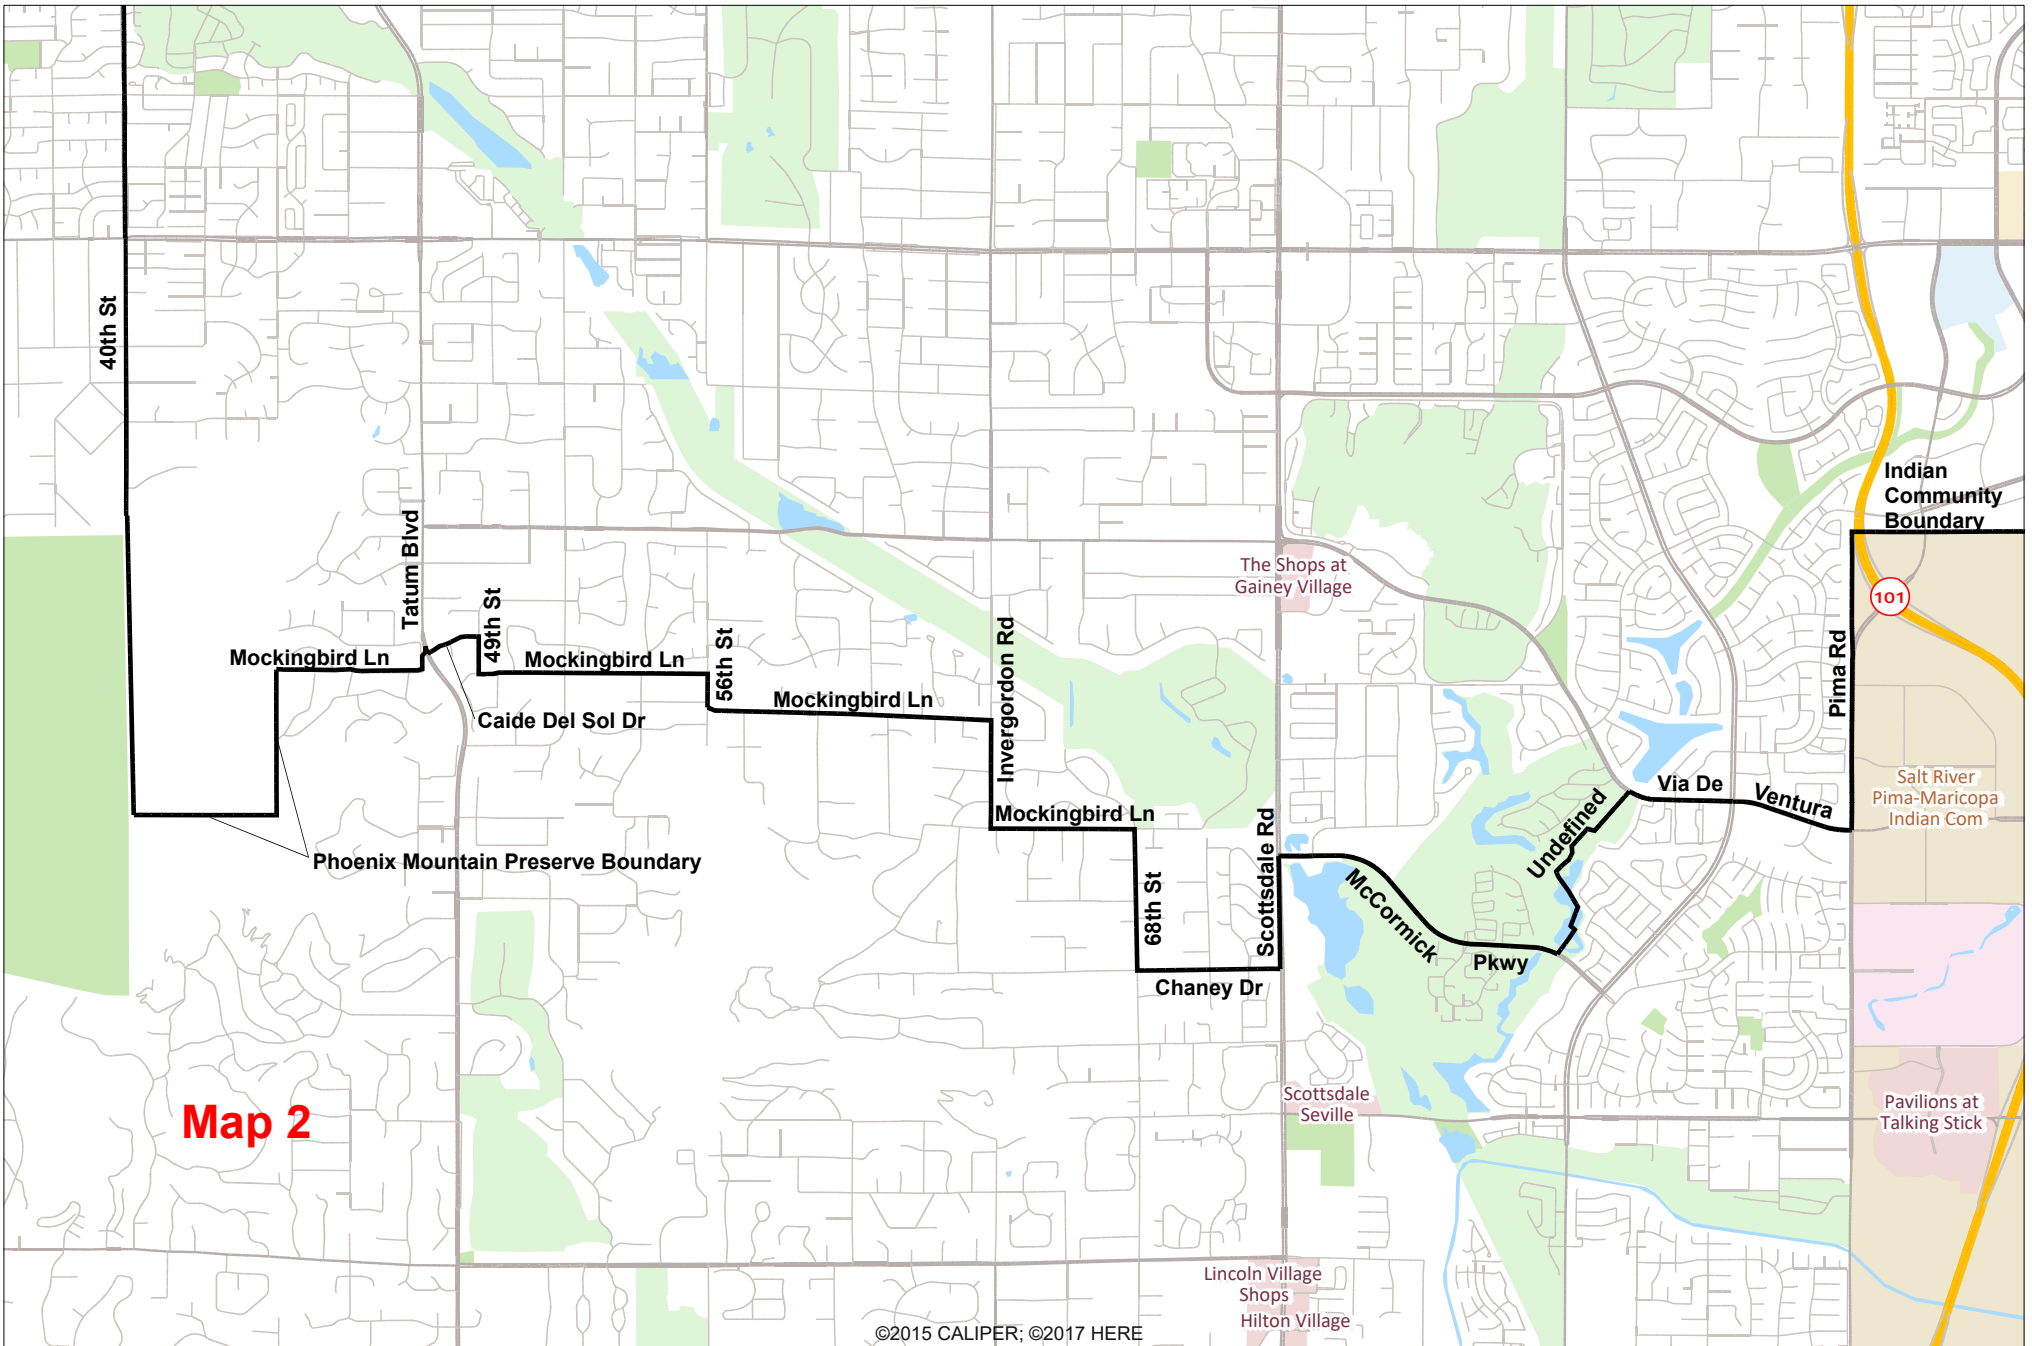 40th St
Indian
Community
Boundary
Tatum Blvd
The Shops at
Gainey Village
101
49th St
Mockingbird Ln
Mockingbird Ln
56th St
Invergordon Rd
Pima Rd
Mockingbird Ln
Caide Del Sol Dr
Salt River
Pima-Maricopa
Indian Com
Via De
Ventura
Mockingbird Ln
Undefined
Scottsdale Rd
Phoenix Mountain Preserve Boundary
68th St
McCormick
Pkwy
Chaney Dr
Map 2
Scottsdale
Seville
Pavilions at
Talking Stick
Lincoln Village
Shops
Hilton Village
©2015 CALIPER; ©2017 HERE